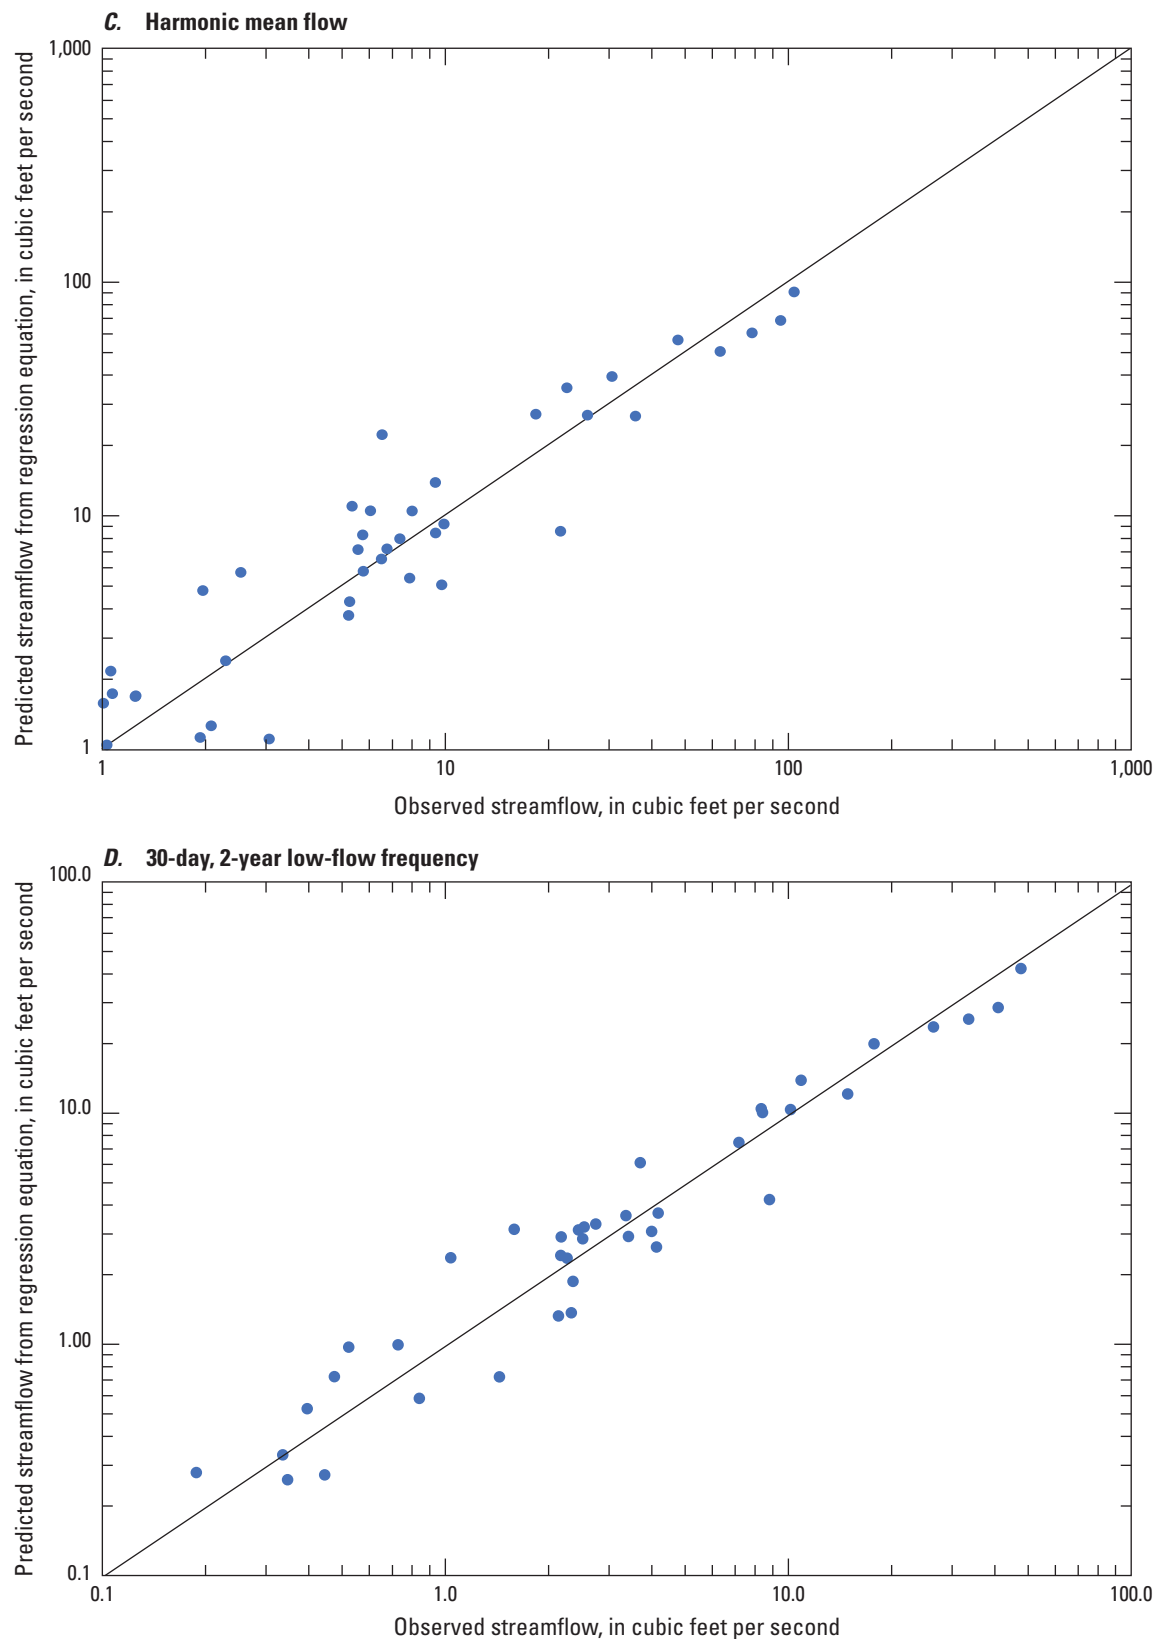 C. Harmonic mean flow
1,000
100
10
1
Predicted streamflow from regression equation, in cubic feet per second
1 10 100 1,000
Observed streamflow, in cubic feet per second
D. 30-day, 2-year low-flow frequency
100.0
10.0
1.00
0.1
Predicted streamflow from regression equation, in cubic feet per second
0.1 1.0 10.0 100.0
Observed streamflow, in cubic feet per second